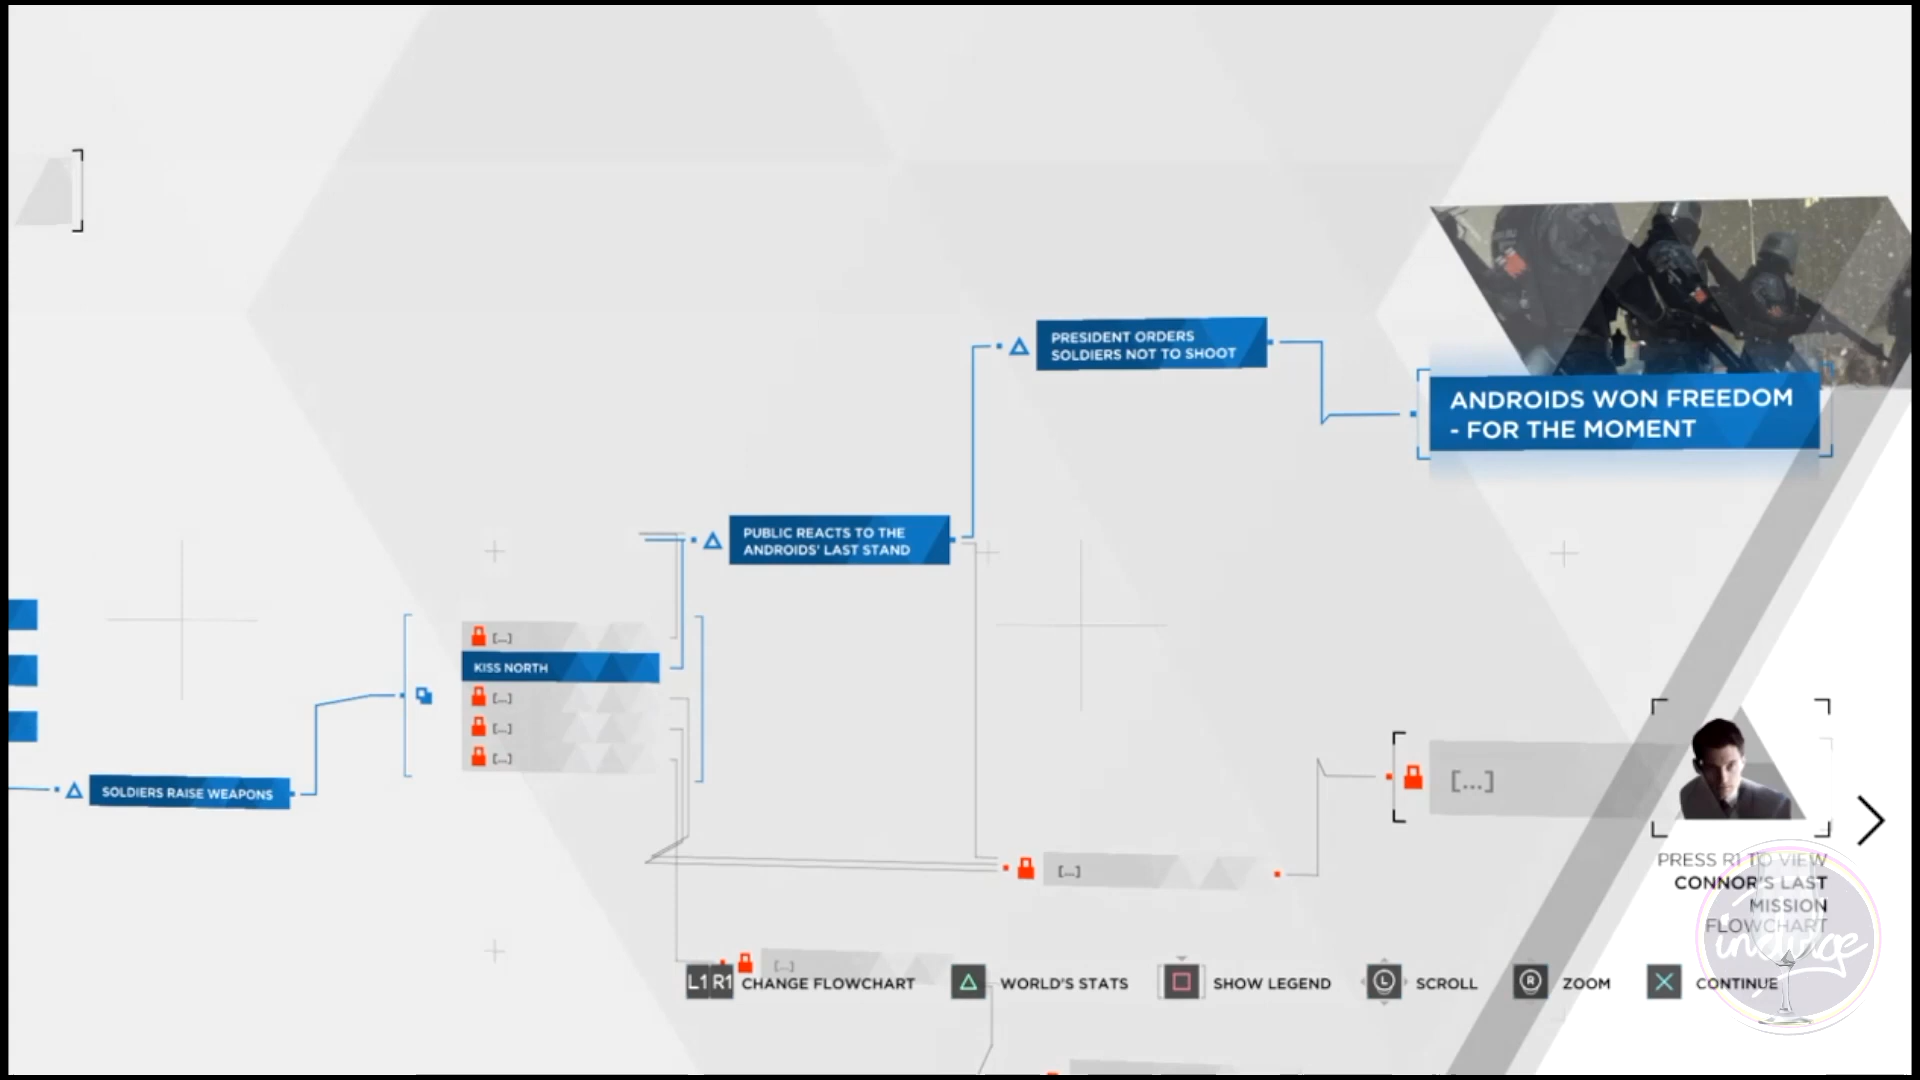 PRESIDENT ORDERS
SOLDIERS NOT TO SHOOT
ANDROIDS WON FREEDOM
- FOR THE MOMENT
PUBLIC REACTS TO THE
ANDROIDS' LAST STAND
[...]
KISS NORTH
[...]
[...]
[...]
SOLDIERS RAISE WEAPONS
[...]
[...]
PRESS R1 TO VIEW
CONNOR'S LAST
MISSION
FLOWCHART
indulge
[...]
L1 R1 CHANGE FLOWCHART
WORLD'S STATS
SHOW LEGEND
L SCROLL
R ZOOM
CONTINUE